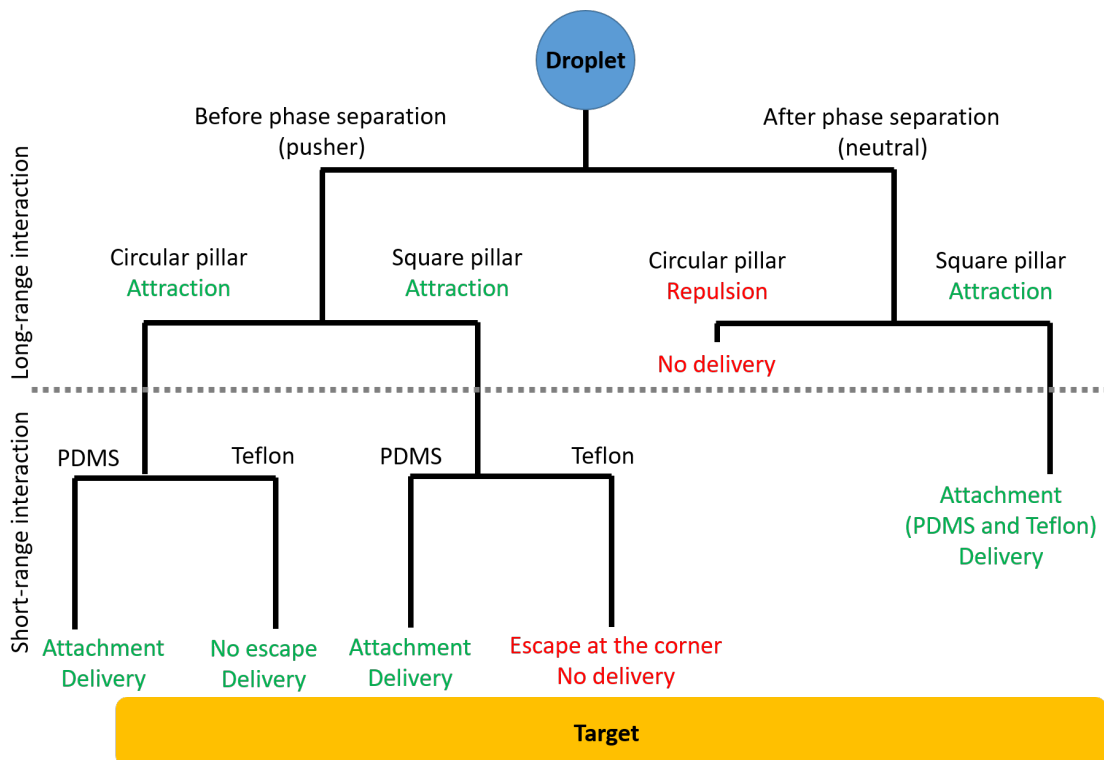 Droplet
Before phase separation
(pusher)
After phase separation
(neutral)
Long-range interaction
Circular pillar
Attraction
Square pillar
Attraction
Circular pillar
Repulsion
Square pillar
Attraction
No delivery
Short-range interaction
PDMS
Teflon
PDMS
Teflon
Attachment
(PDMS and Teflon)
Delivery
Attachment
Delivery
No escape
Delivery
Attachment
Delivery
Escape at the corner
No delivery
Target